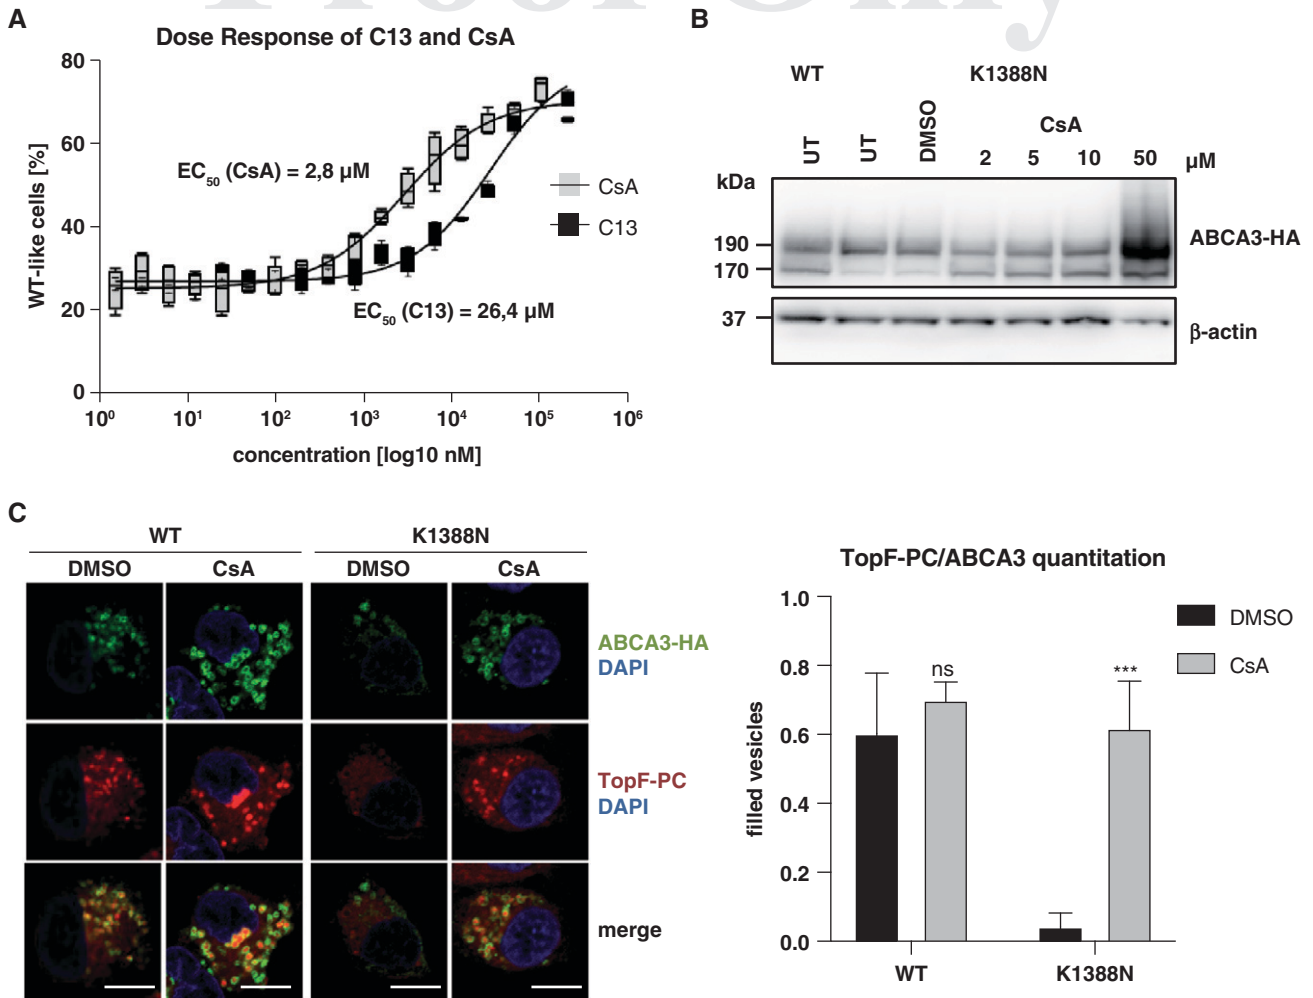 Proof Only
A
Dose Response of C13 and CsA
WT-like cells [%]
80
60
40
20
0
EC50 (CsA) = 2,8 µM
EC50 (C13) = 26,4 µM
CsA
C13
10⁰ 10¹ 10² 10³ 10⁴ 10⁵ 10⁶
concentration [log10 nM]
B
WT K1388N
UT UT DMSO CsA
2 5 10 50 µM
kDa
190
170
37
ABCA3-HA
β-actin
C
WT K1388N
DMSO CsA DMSO CsA
ABCA3-HA
DAPI
TopF-PC
DAPI
merge
TopF-PC/ABCA3 quantitation
filled vesicles
1.0
0.8
0.6
0.4
0.2
0.0
ns
***
DMSO
CsA
WT K1388N